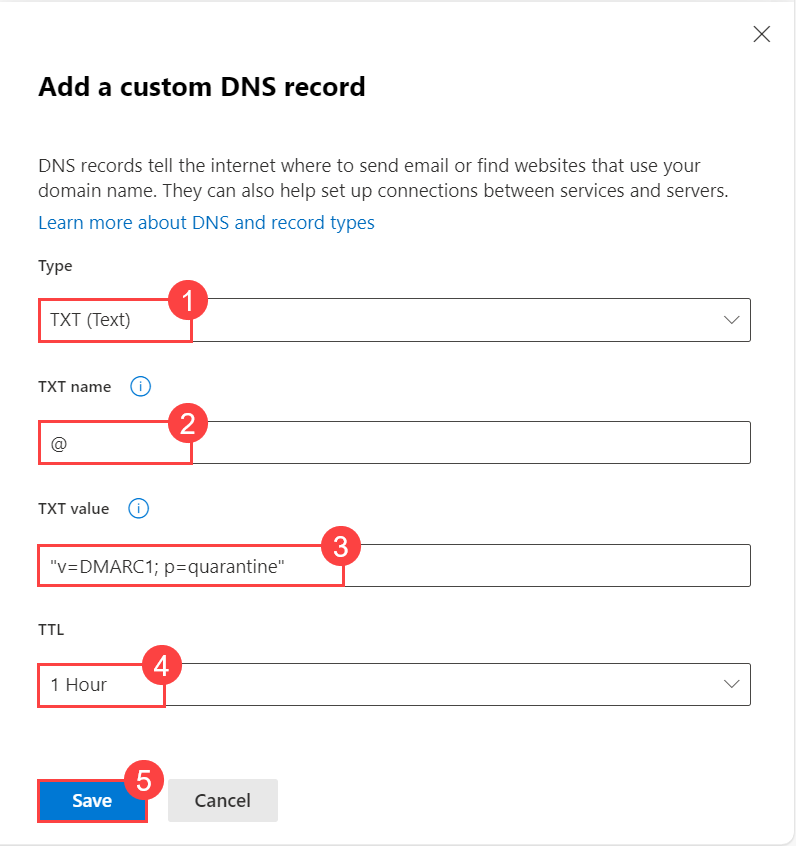 Add a custom DNS record
DNS records tell the internet where to send email or find websites that use your
domain name. They can also help set up connections between services and servers.
Learn more about DNS and record types
Type
1
TXT (Text)
TXT name
2
@
TXT value
3
"v=DMARC1; p=quarantine"
TTL
4
1 Hour
5
Save Cancel